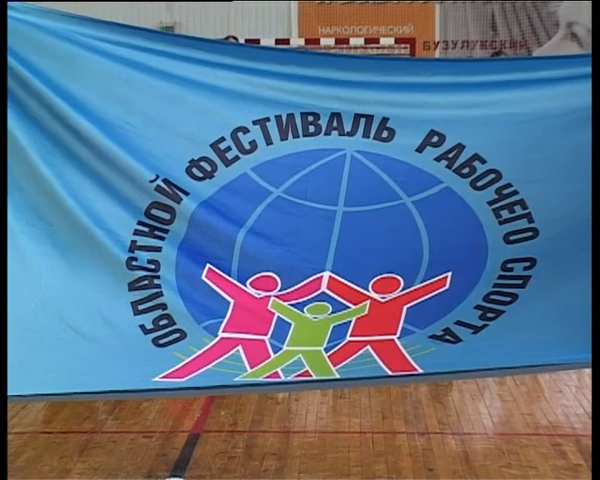 НАРКОЛОГИЧЕСКИЙ
БУЗУЛУКСКИЙ
ОБЛАСТНОЙ ФЕСТИВАЛЬ РАБОЧЕГО СПОРТА